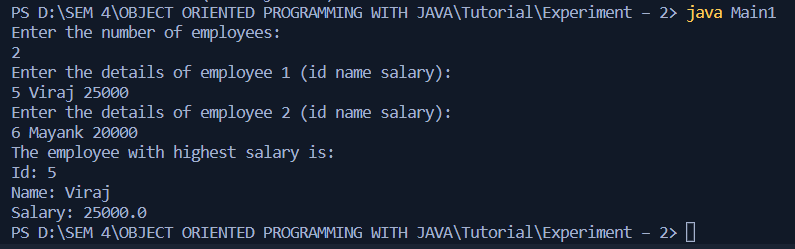 PS D:\SEM 4\OBJECT ORIENTED PROGRAMMING WITH JAVA\Tutorial\Experiment – 2> java Main1
Enter the number of employees:
2
Enter the details of employee 1 (id name salary):
5 Viraj 25000
Enter the details of employee 2 (id name salary):
6 Mayank 20000
The employee with highest salary is:
Id: 5
Name: Viraj
Salary: 25000.0
PS D:\SEM 4\OBJECT ORIENTED PROGRAMMING WITH JAVA\Tutorial\Experiment – 2>